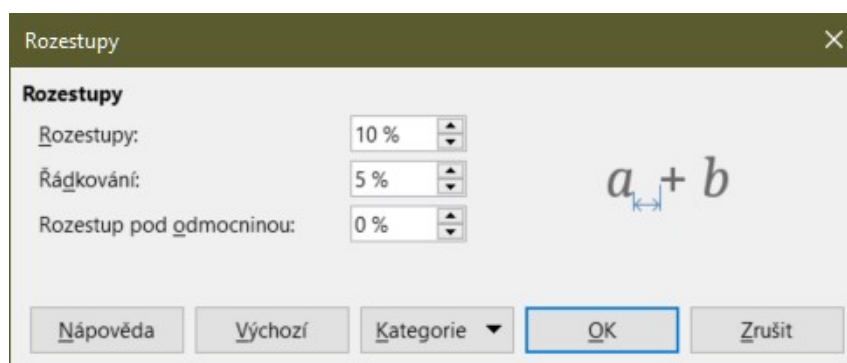 Rozestupy
Rozestupy
Rozestupy: 10 %
Řádkování: 5 %
Rozestup pod odmocninou: 0 %
a + b
Nápověda Výchozí Kategorie OK Zrušit